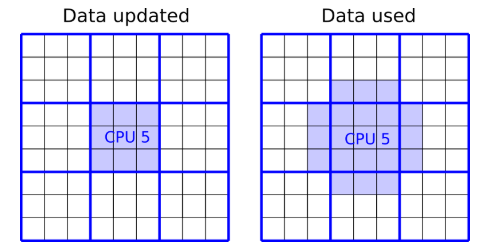 Data updated
Data used
CPU 5
CPU 5